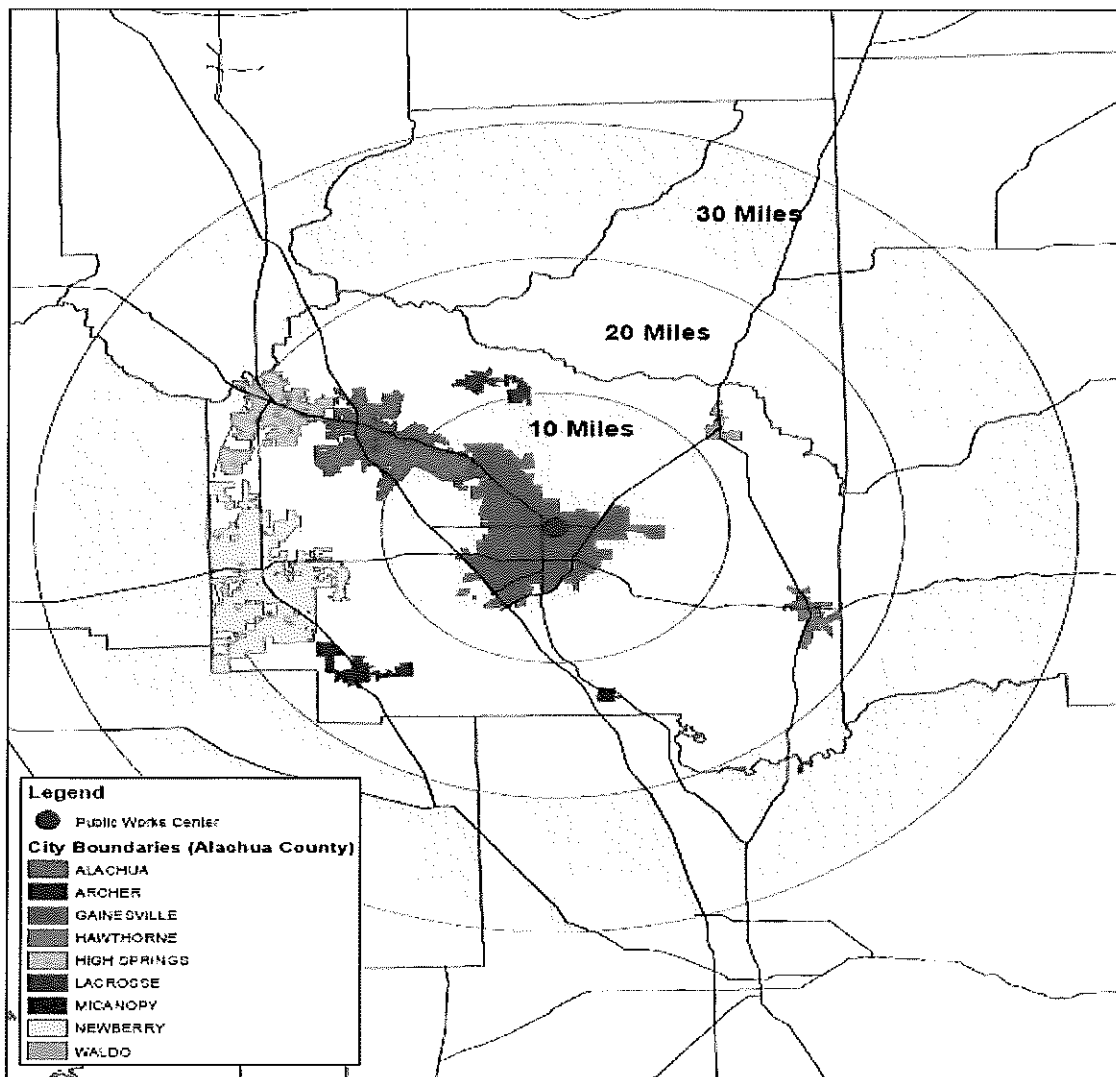 30 Miles
20 Miles
10 Miles
Legend
Public Works Center
City Boundaries (Alachua County)
ALACHUA
ARCHER
GAINESVILLE
HAWTHORNE
HIGH SPRINGS
LACROSSE
MICANOPY
NEWBERRY
WALDO